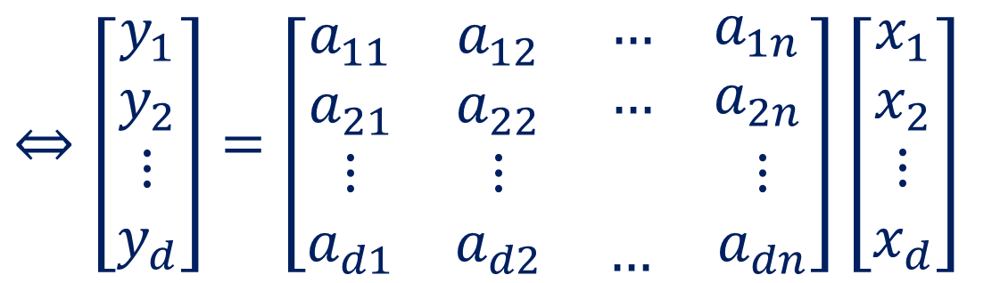 ⇔ [y₁ y₂ ⋮ y_d] = [a₁₁ a₁₂ … a₁ₙ; a₂₁ a₂₂ … a₂ₙ; ⋮ ⋮ ⋮; a_d1 a_d2 … a_dn] [x₁ x₂ ⋮ x_d]